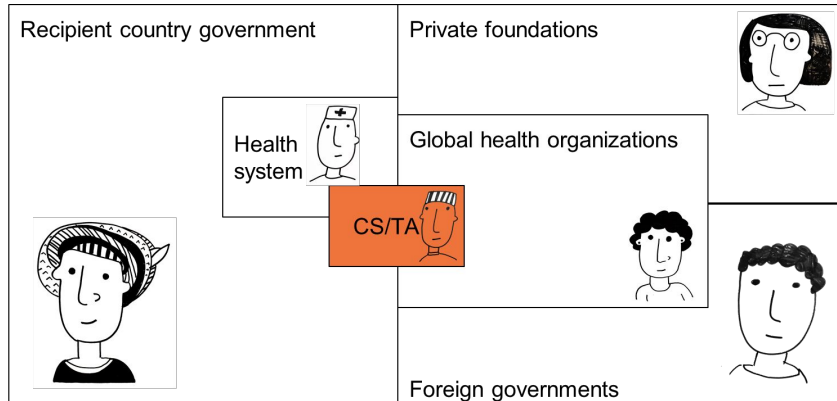 Recipient country government
Private foundations
Health
system
Global health organizations
CS/TA
Foreign governments